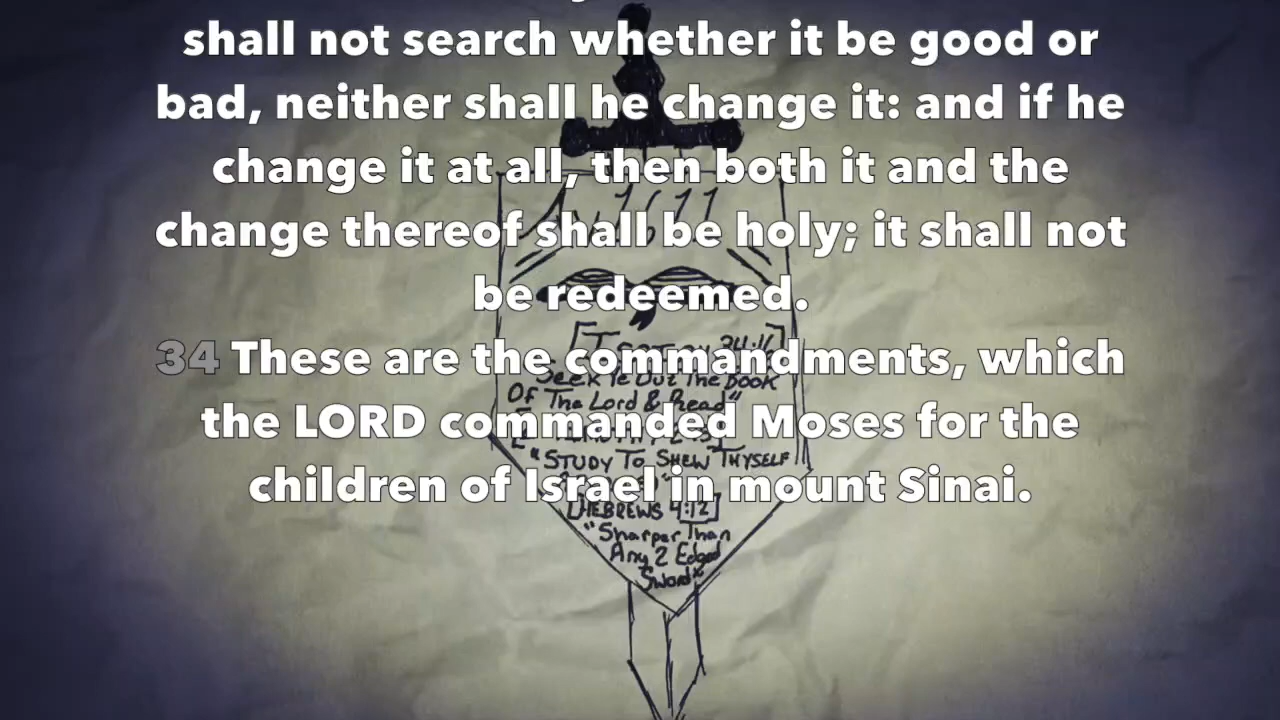 shall not search whether it be good or
bad, neither shall he change it: and if he
change it at all, then both it and the
change thereof shall be holy; it shall not
be redeemed.
34 These are the commandments, which
the LORD commanded Moses for the
children of Israel in mount Sinai.
1611
34:16
Seek Ye Out The Book
Of The Lord & Read"
"STUDY TO SHEW THYSELF
[HEBREWS 4:12]
"Sharper Than
Any 2 Edged
Sword"